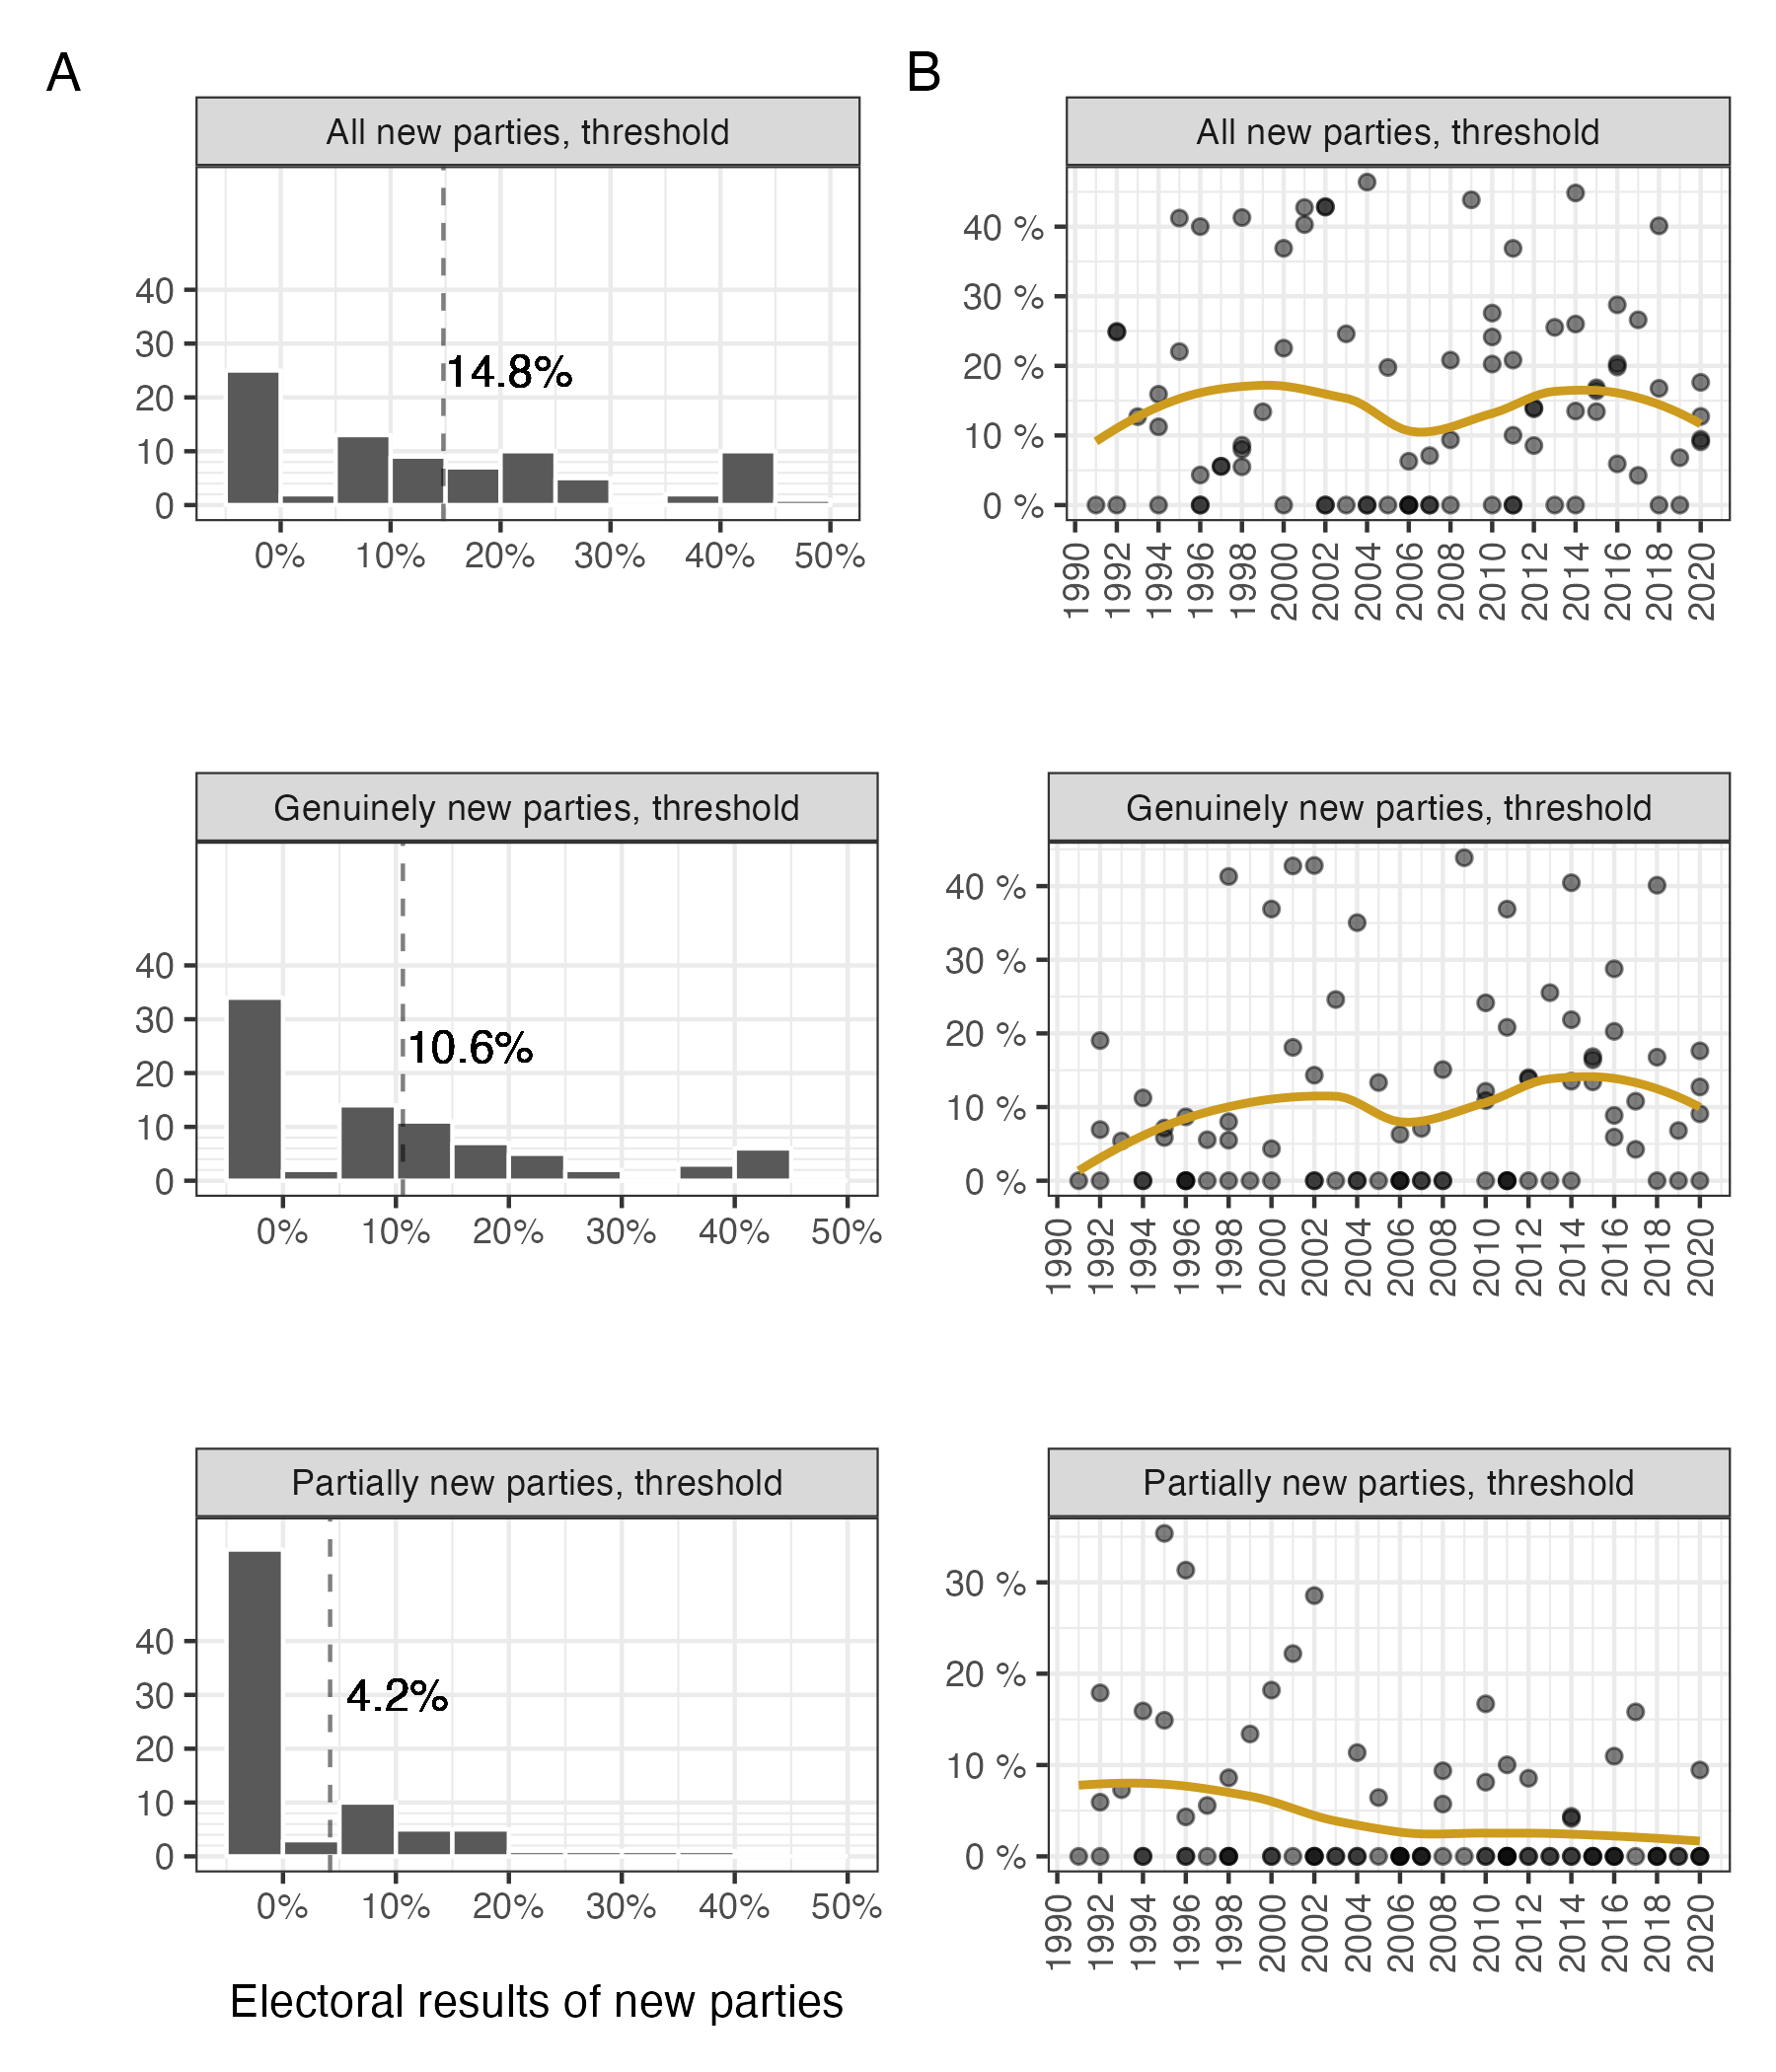 A
B
All new parties, threshold
All new parties, threshold
40
30
20
10
0
14.8%
0% 10% 20% 30% 40% 50%
40 %
30 %
20 %
10 %
0 %
1990 1992 1994 1996 1998 2000 2002 2004 2006 2008 2010 2012 2014 2016 2018 2020
Genuinely new parties, threshold
Genuinely new parties, threshold
40
30
20
10
0
10.6%
0% 10% 20% 30% 40% 50%
40 %
30 %
20 %
10 %
0 %
1990 1992 1994 1996 1998 2000 2002 2004 2006 2008 2010 2012 2014 2016 2018 2020
Partially new parties, threshold
Partially new parties, threshold
40
30
20
10
0
4.2%
0% 10% 20% 30% 40% 50%
30 %
20 %
10 %
0 %
1990 1992 1994 1996 1998 2000 2002 2004 2006 2008 2010 2012 2014 2016 2018 2020
Electoral results of new parties